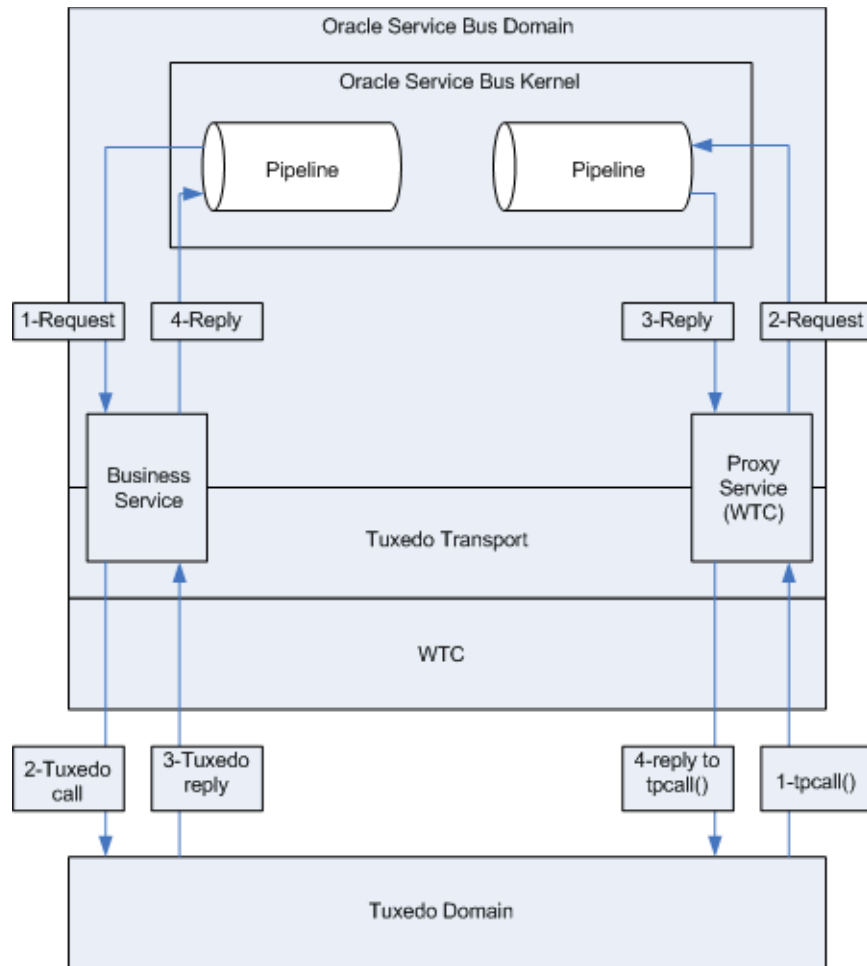 Oracle Service Bus Domain
Oracle Service Bus Kernel
Pipeline
Pipeline
1-Request
4-Reply
3-Reply
2-Request
Business
Service
Proxy
Service
(WTC)
Tuxedo Transport
WTC
2-Tuxedo
call
3-Tuxedo
reply
4-reply to
tpcall()
1-tpcall()
Tuxedo Domain